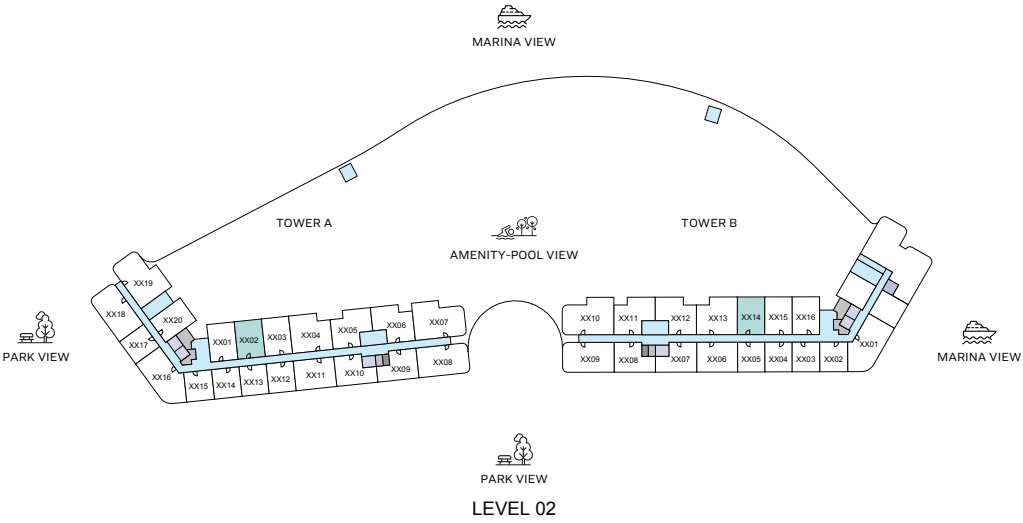 MARINA VIEW
TOWER A
TOWER B
AMENITY-POOL VIEW
XX19
XX18
XX20
XX17
XX16
XX15
XX14
XX13
XX12
XX11
XX10
XX09
XX08
XX01
XX02
XX03
XX04
XX05
XX06
XX07
XX10
XX11
XX12
XX13
XX14
XX15
XX16
XX09
XX08
XX07
XX06
XX05
XX04
XX03
XX02
XX01
PARK VIEW
MARINA VIEW
PARK VIEW
LEVEL 02